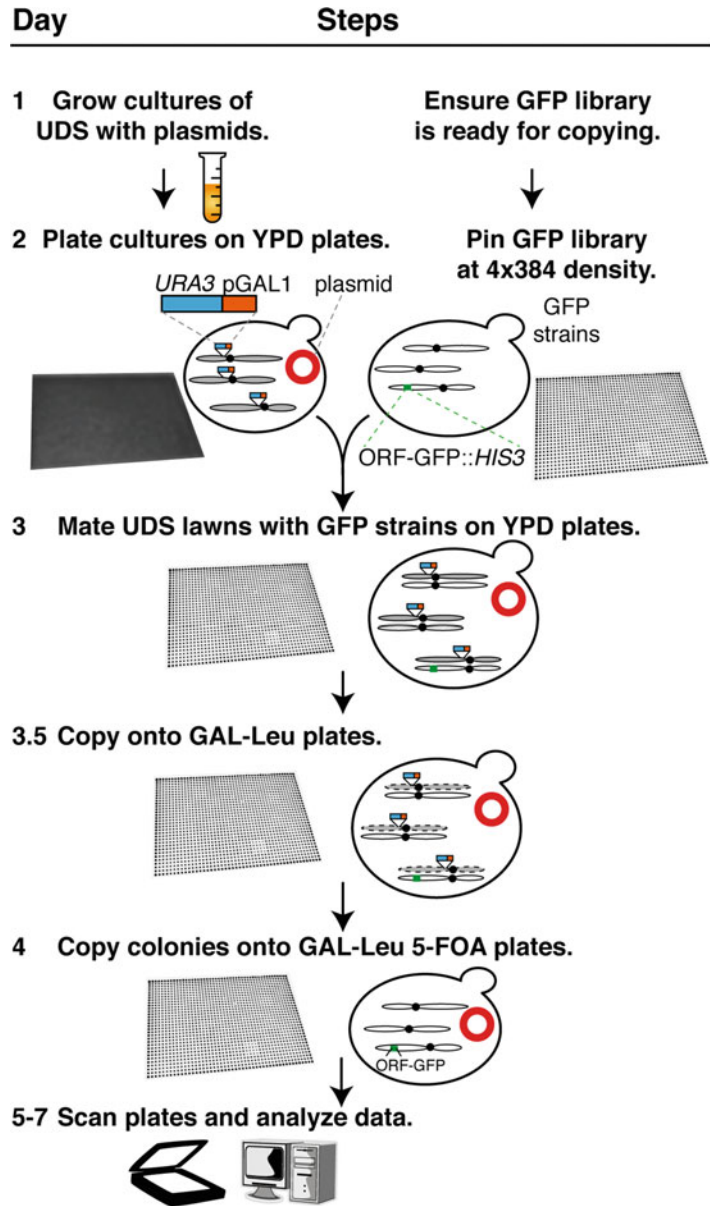 Day Steps
1 Grow cultures of
UDS with plasmids.
Ensure GFP library
is ready for copying.
2 Plate cultures on YPD plates.
Pin GFP library
at 4x384 density.
URA3 pGAL1 plasmid
GFP
strains
ORF-GFP::HIS3
3 Mate UDS lawns with GFP strains on YPD plates.
3.5 Copy onto GAL-Leu plates.
4 Copy colonies onto GAL-Leu 5-FOA plates.
ORF-GFP
5-7 Scan plates and analyze data.